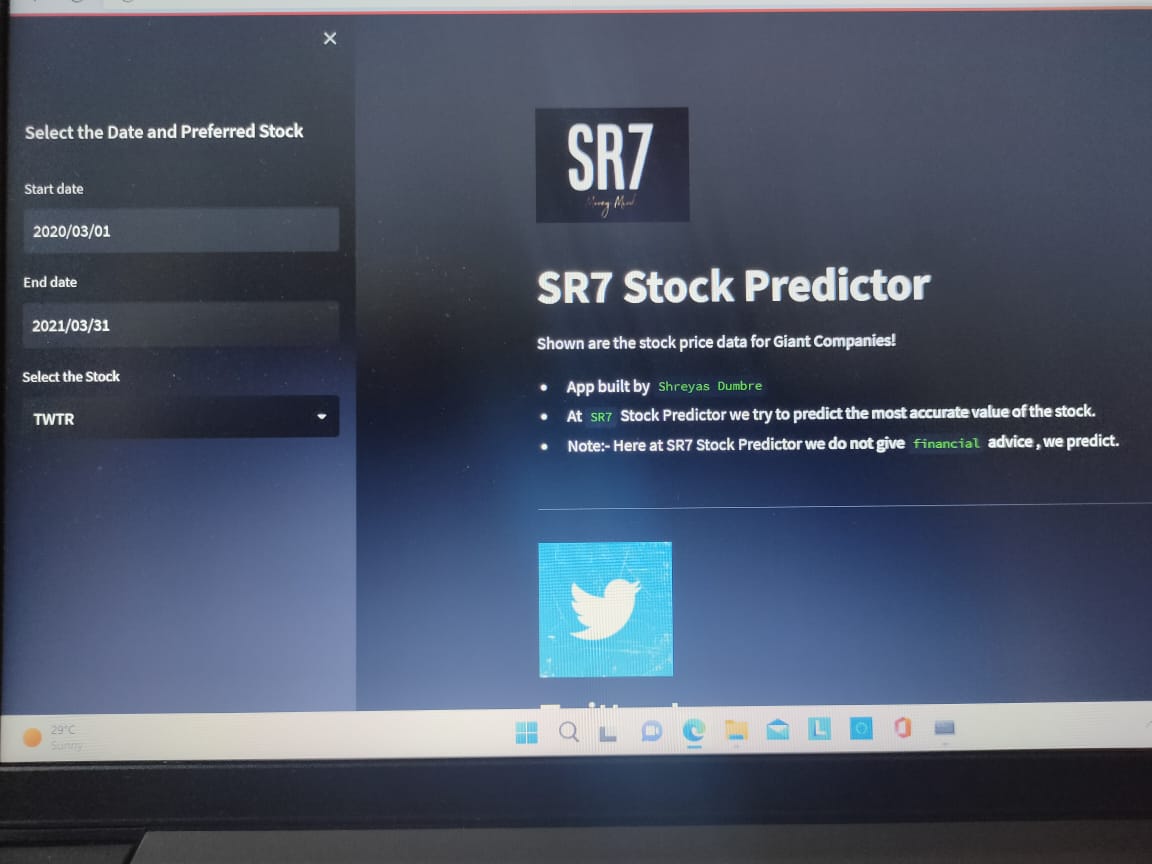 Select the Date and Preferred Stock
Start date
2020/03/01
End date
2021/03/31
Select the Stock
TWTR
SR7
SR7 Stock Predictor
Shown are the stock price data for Giant Companies!
App built by Shreyas Dumbre
At SR7 Stock Predictor we try to predict the most accurate value of the stock.
Note:- Here at SR7 Stock Predictor we do not give financial advice , we predict.
29°C
Sunny